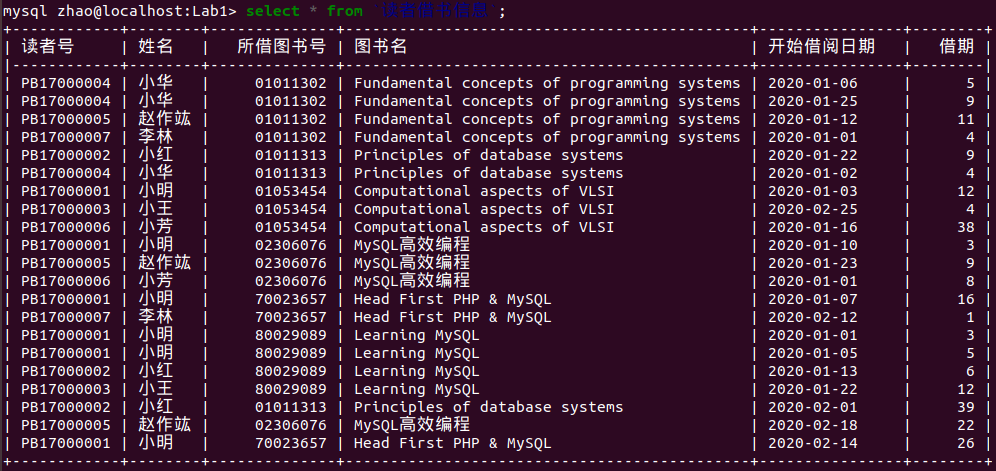 mysql zhao@localhost:Lab1> select * from `读者借书信息`;
+------------+--------+--------------+---------------------------------------------+----------------+--------+
| 读者号     | 姓名   |   所借图书号 | 图书名                                      | 开始借阅日期   |   借期 |
|------------+--------+--------------+---------------------------------------------+----------------+--------|
| PB17000004 | 小华   |     01011302 | Fundamental concepts of programming systems | 2020-01-06     |      5 |
| PB17000004 | 小华   |     01011302 | Fundamental concepts of programming systems | 2020-01-25     |      9 |
| PB17000005 | 赵作竑 |     01011302 | Fundamental concepts of programming systems | 2020-01-12     |     11 |
| PB17000007 | 李林   |     01011302 | Fundamental concepts of programming systems | 2020-01-01     |      4 |
| PB17000002 | 小红   |     01011313 | Principles of database systems              | 2020-01-22     |      9 |
| PB17000004 | 小华   |     01011313 | Principles of database systems              | 2020-01-02     |      4 |
| PB17000001 | 小明   |     01053454 | Computational aspects of VLSI               | 2020-01-03     |     12 |
| PB17000003 | 小王   |     01053454 | Computational aspects of VLSI               | 2020-02-25     |      4 |
| PB17000006 | 小芳   |     01053454 | Computational aspects of VLSI               | 2020-01-16     |     38 |
| PB17000001 | 小明   |     02306076 | MySQL高效编程                               | 2020-01-10     |      3 |
| PB17000005 | 赵作竑 |     02306076 | MySQL高效编程                               | 2020-01-23     |      9 |
| PB17000006 | 小芳   |     02306076 | MySQL高效编程                               | 2020-01-01     |      8 |
| PB17000001 | 小明   |     70023657 | Head First PHP & MySQL                      | 2020-01-07     |     16 |
| PB17000007 | 李林   |     70023657 | Head First PHP & MySQL                      | 2020-02-12     |      1 |
| PB17000001 | 小明   |     80029089 | Learning MySQL                              | 2020-01-01     |      3 |
| PB17000001 | 小明   |     80029089 | Learning MySQL                              | 2020-01-05     |      5 |
| PB17000002 | 小红   |     80029089 | Learning MySQL                              | 2020-01-13     |      6 |
| PB17000003 | 小王   |     80029089 | Learning MySQL                              | 2020-01-22     |     12 |
| PB17000002 | 小红   |     01011313 | Principles of database systems              | 2020-02-01     |     39 |
| PB17000005 | 赵作竑 |     02306076 | MySQL高效编程                               | 2020-02-18     |     22 |
| PB17000001 | 小明   |     70023657 | Head First PHP & MySQL                      | 2020-02-14     |     26 |
+------------+--------+--------------+---------------------------------------------+----------------+--------+